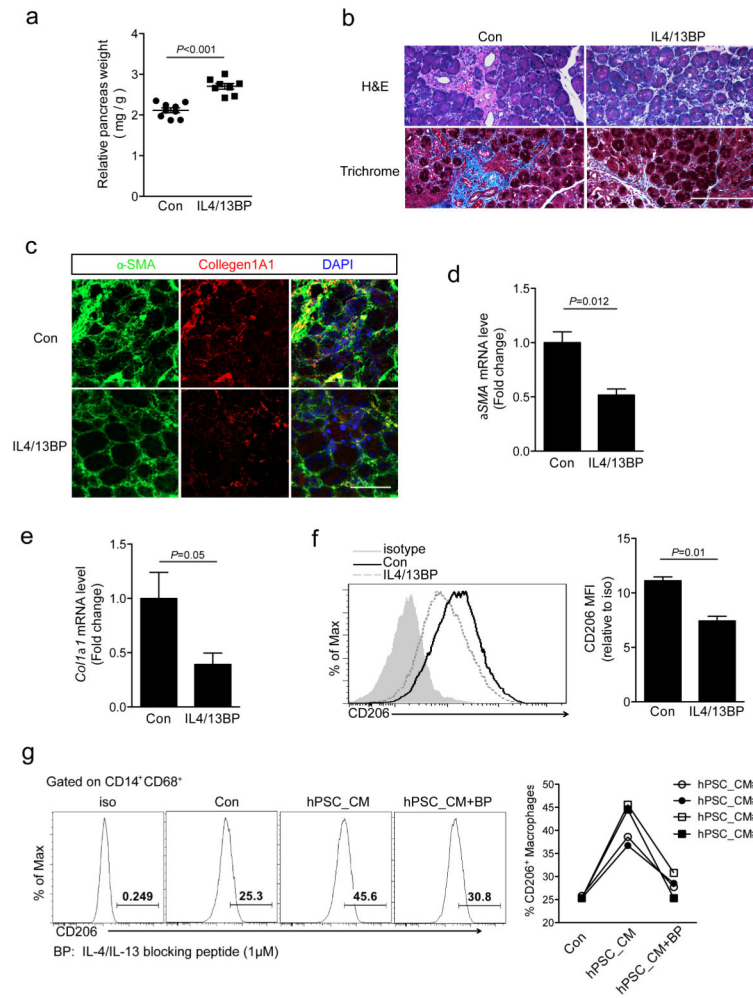 a
P<0.001
Relative pancreas weight
( mg / g )
4
3
2
1
0
Con
IL4/13BP
b
Con
IL4/13BP
H&E
Trichrome
c
α-SMA
Collagen1A1
DAPI
Con
IL4/13BP
d
P=0.012
aSMA mRNA leve
(Fold change)
1.5
1.0
0.5
0.0
Con
IL4/13BP
e
P=0.05
Col1a1 mRNA level
(Fold change)
1.5
1.0
0.5
0.0
Con
IL4/13BP
f
isotype
Con
IL4/13BP
% of Max
CD206
P=0.01
CD206 MFI
(relative to iso)
15
10
5
0
Con
IL4/13BP
g
Gated on CD14+CD68+
iso
Con
hPSC_CM
hPSC_CM+BP
% of Max
0.249
25.3
45.6
30.8
CD206
BP: IL-4/IL-13 blocking peptide (1μM)
% CD206+ Macrophages
50
45
40
35
30
25
20
Con
hPSC_CM
hPSC_CM+BP
hPSC_CM
hPSC_CM
hPSC_CM
hPSC_CM